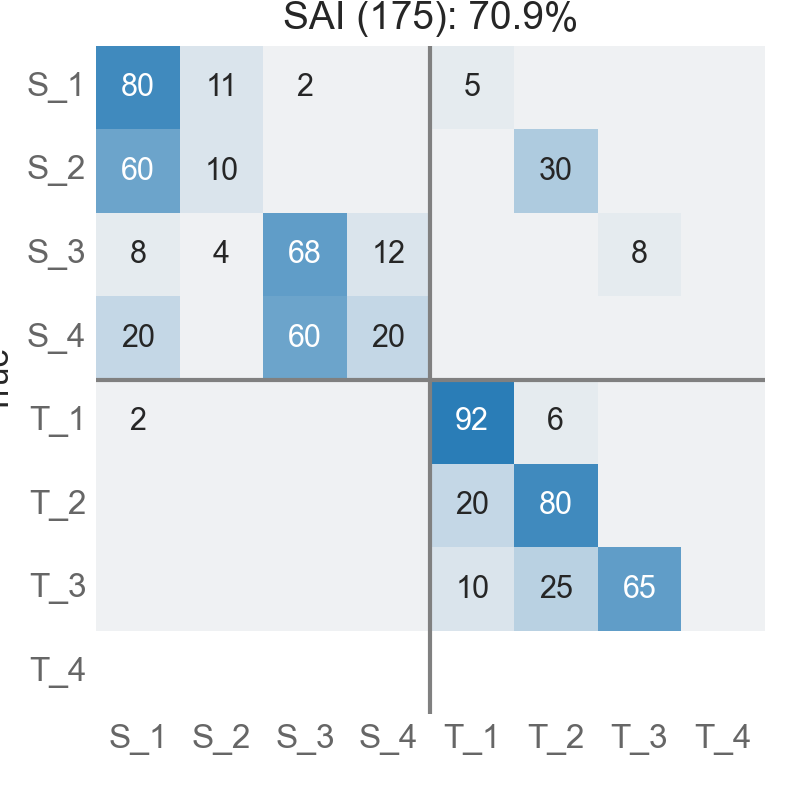 SAI (175): 70.9%
S_1 80 11 2 5
S_2 60 10 30
S_3 8 4 68 12 8
S_4 20 60 20
T_1 2 92 6
T_2 20 80
T_3 10 25 65
T_4
S_1 S_2 S_3 S_4 T_1 T_2 T_3 T_4